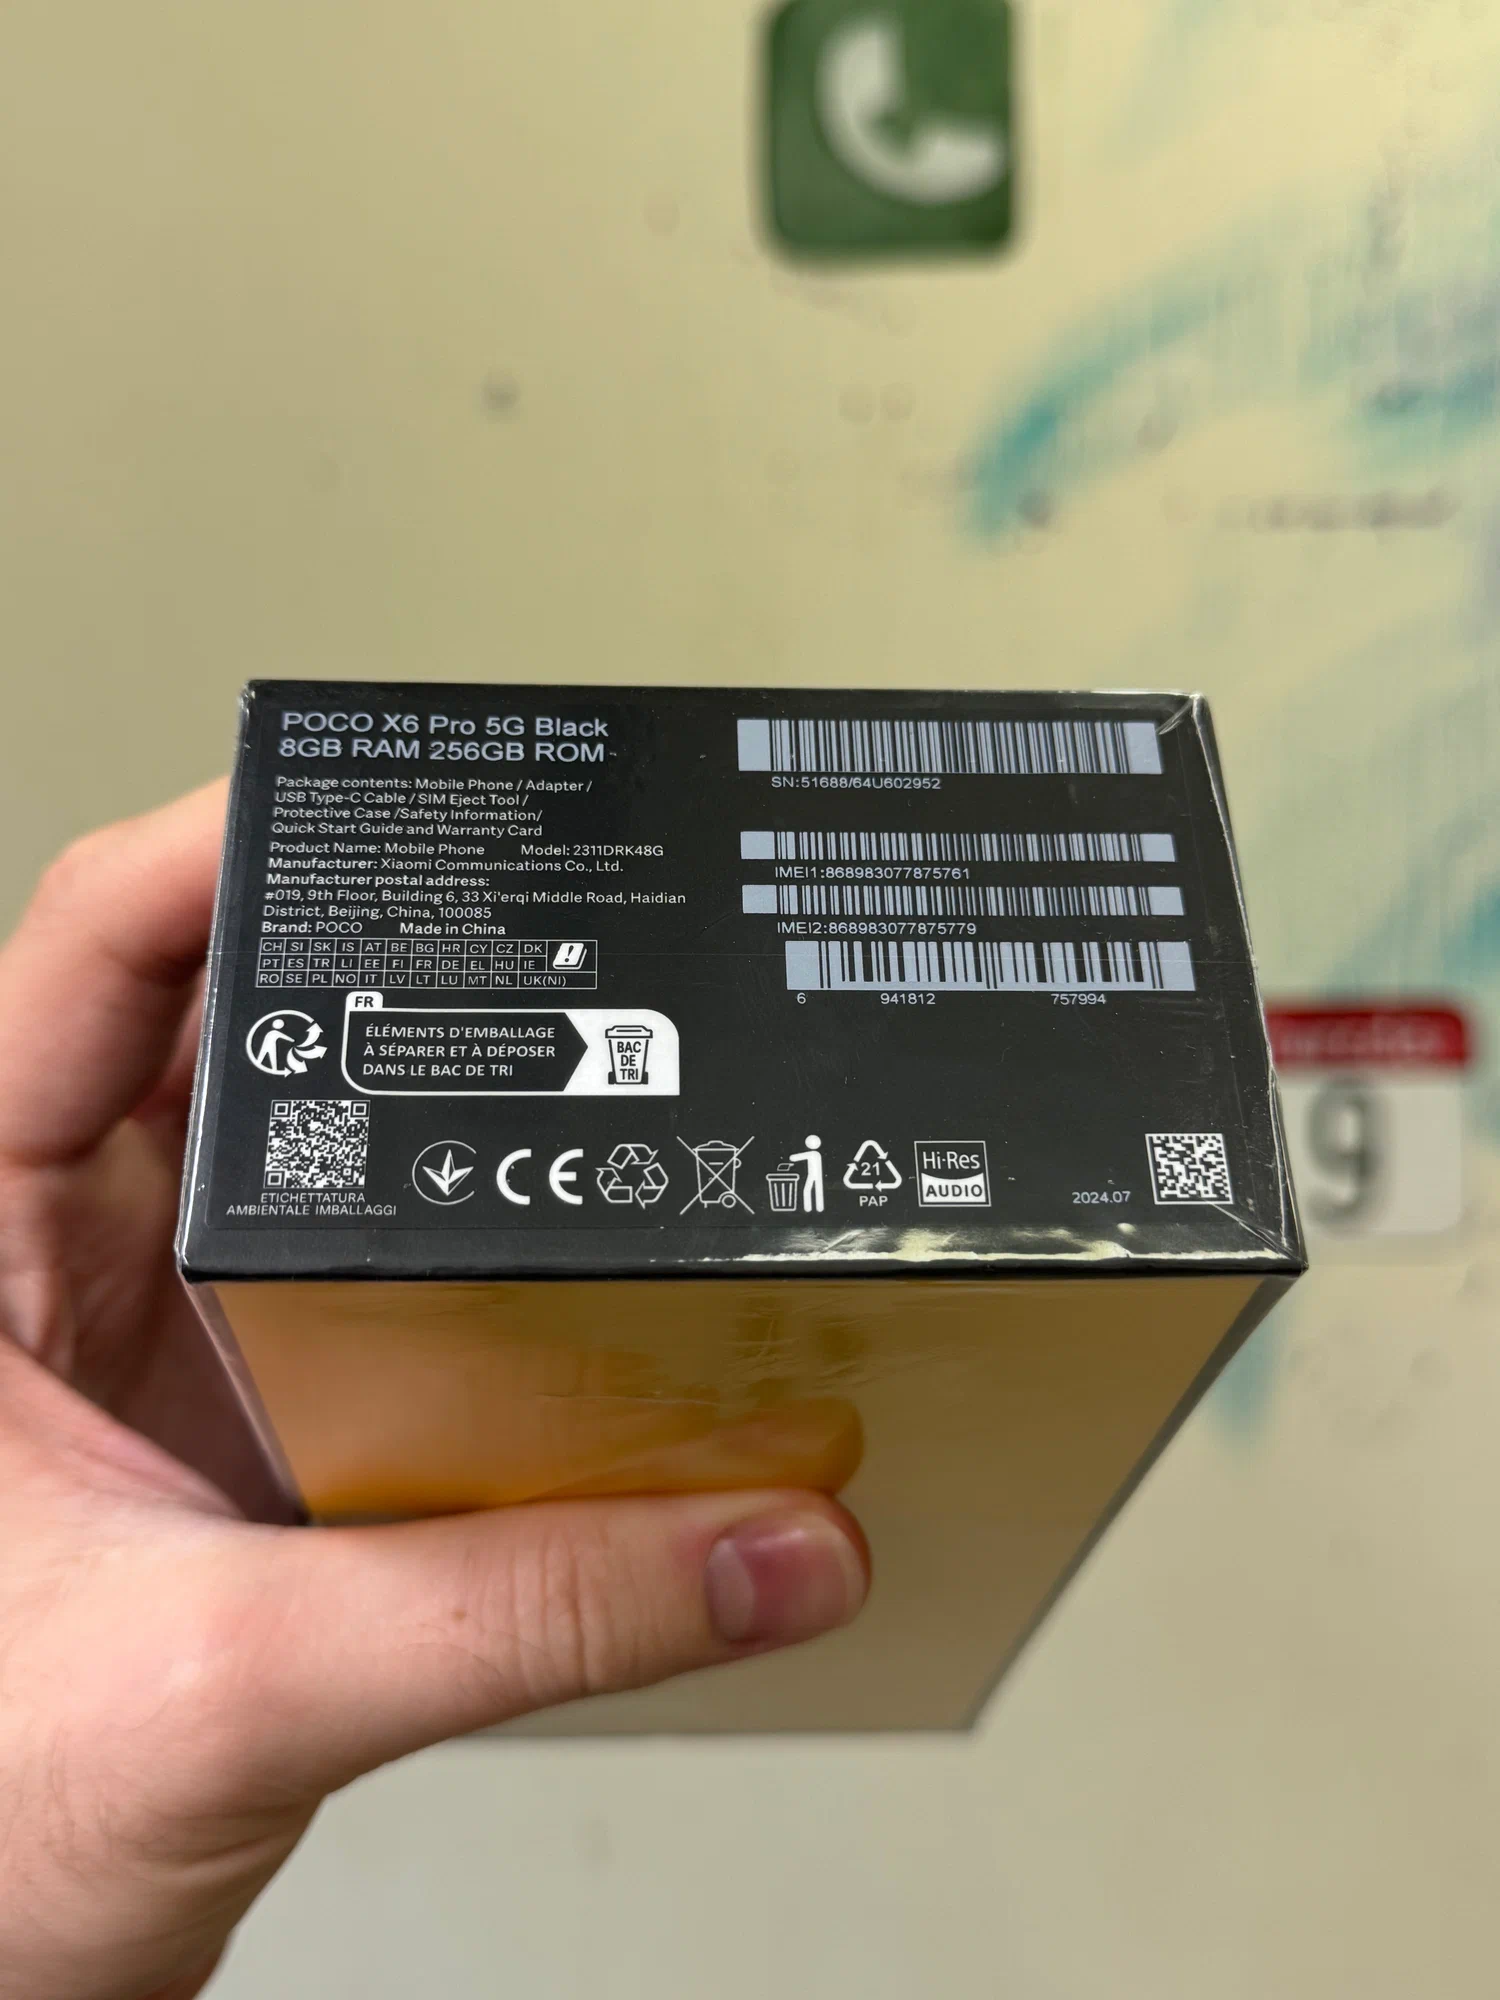 POCO X6 Pro 5G Black
8GB RAM 256GB ROM
Package contents: Mobile Phone / Adapter /
USB Type-C Cable / SIM Eject Tool /
Protective Case /Safety Information/
Quick Start Guide and Warranty Card
Product Name: Mobile Phone Model: 2311DRK48G
Manufacturer: Xiaomi Communications Co., Ltd.
Manufacturer postal address:
#019, 9th Floor, Building 6, 33 Xi'erqi Middle Road, Haidian
District, Beijing, China, 100085
Brand: POCO Made in China
CH SI SK IS AT BE BG HR CY CZ DK
PT ES TR LI EE FI FR DE EL HU IE
RO SE PL NO IT LV LT LU MT NL UK(NI)
FR
ÉLÉMENTS D'EMBALLAGE
À SÉPARER ET À DÉPOSER
DANS LE BAC DE TRI
BAC
DE
TRI
ETICHETTATURA
AMBIENTALE IMBALLAGGI
CE
21
PAP
Hi-Res
AUDIO
2024.07
SN:51688/64U602952
IMEI1:868983077875761
IMEI2:868983077875779
6 941812 757994
9